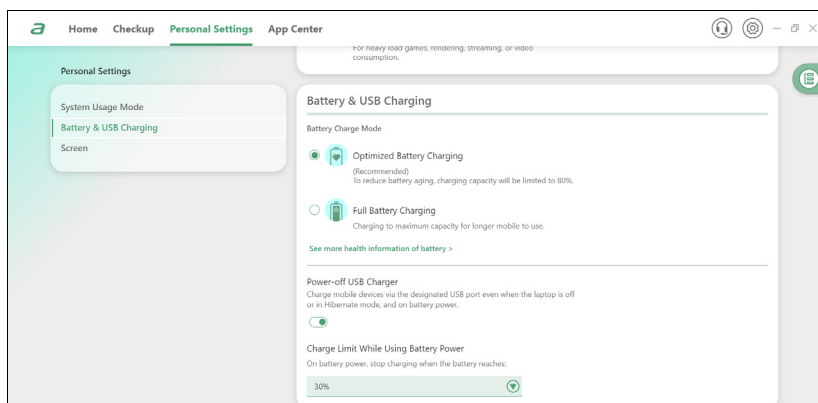 a Home Checkup Personal Settings App Center
For heavy load games, rendering, streaming, or video
consumption.
Personal Settings
System Usage Mode
Battery & USB Charging
Screen
Battery & USB Charging
Battery Charge Mode
Optimized Battery Charging
(Recommended)
To reduce battery aging, charging capacity will be limited to 80%.
Full Battery Charging
Charging to maximum capacity for longer mobile to use.
See more health information of battery >
Power-off USB Charger
Charge mobile devices via the designated USB port even when the laptop is off
or in Hibernate mode, and on battery power.
Charge Limit While Using Battery Power
On battery power, stop charging when the battery reaches:
30%